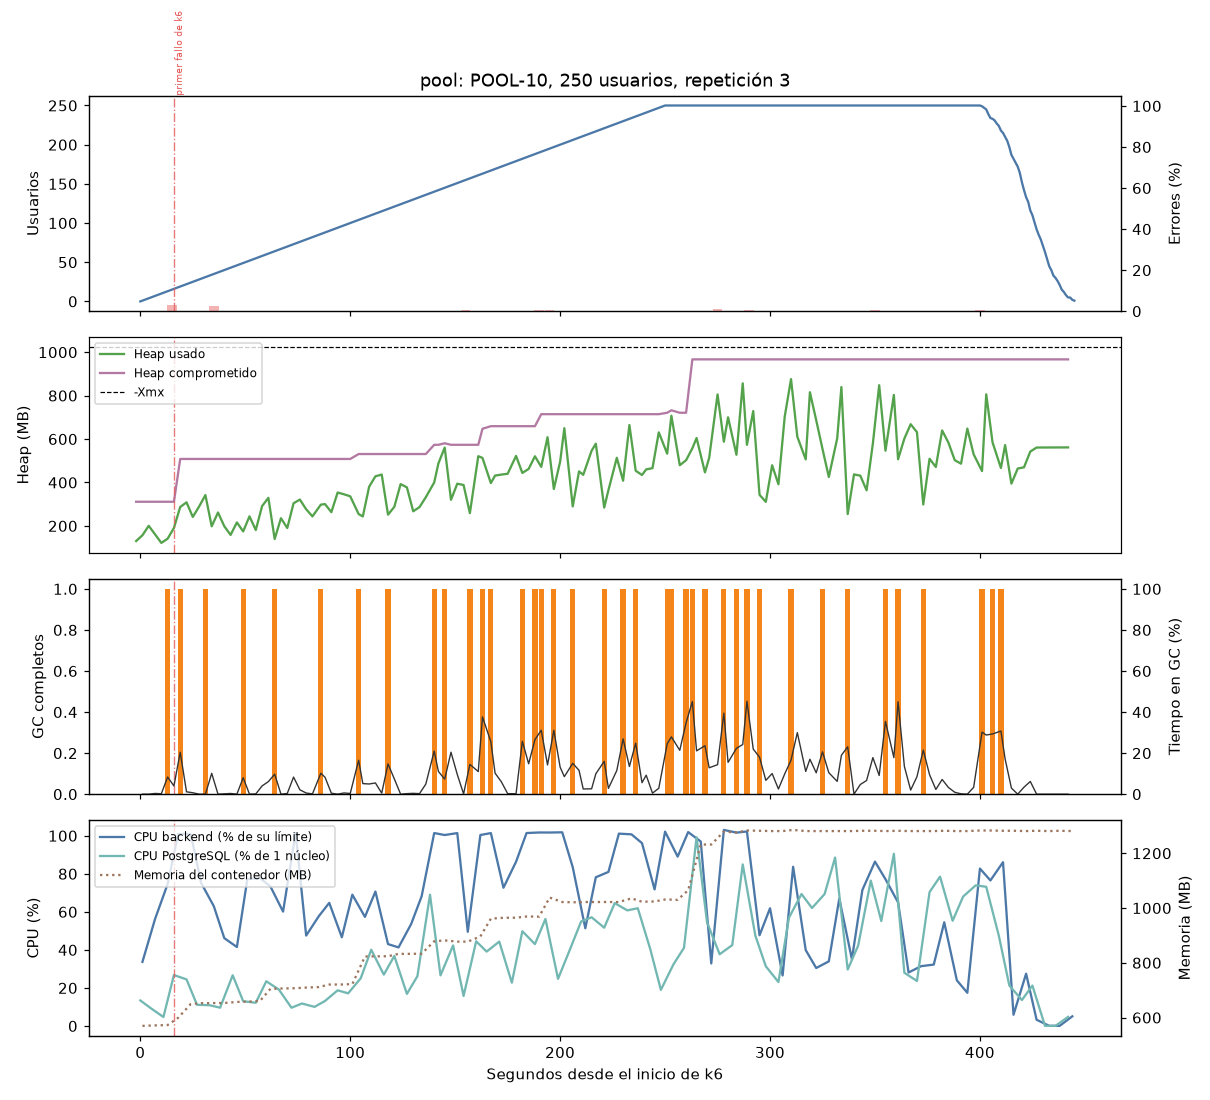 primer fallo de k6
pool: POOL-10, 250 usuarios, repetición 3
Usuarios
250
200
150
100
50
0
Errores (%)
100
80
60
40
20
0
Heap (MB)
1000
800
600
400
200
Heap usado
Heap comprometido
-Xmx
GC completos
1.0
0.8
0.6
0.4
0.2
0.0
Tiempo en GC (%)
100
80
60
40
20
0
CPU (%)
100
80
60
40
20
0
CPU backend (% de su límite)
CPU PostgreSQL (% de 1 núcleo)
Memoria del contenedor (MB)
Memoria (MB)
1200
1000
800
600
0
100
200
300
400
Segundos desde el inicio de k6